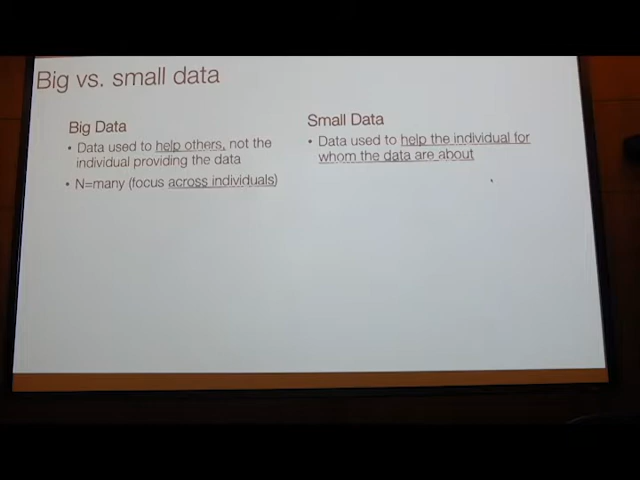 Big vs. small data
Big Data
• Data used to help others, not the
individual providing the data
• N=many (focus across individuals)
Small Data
• Data used to help the individual for
whom the data are about